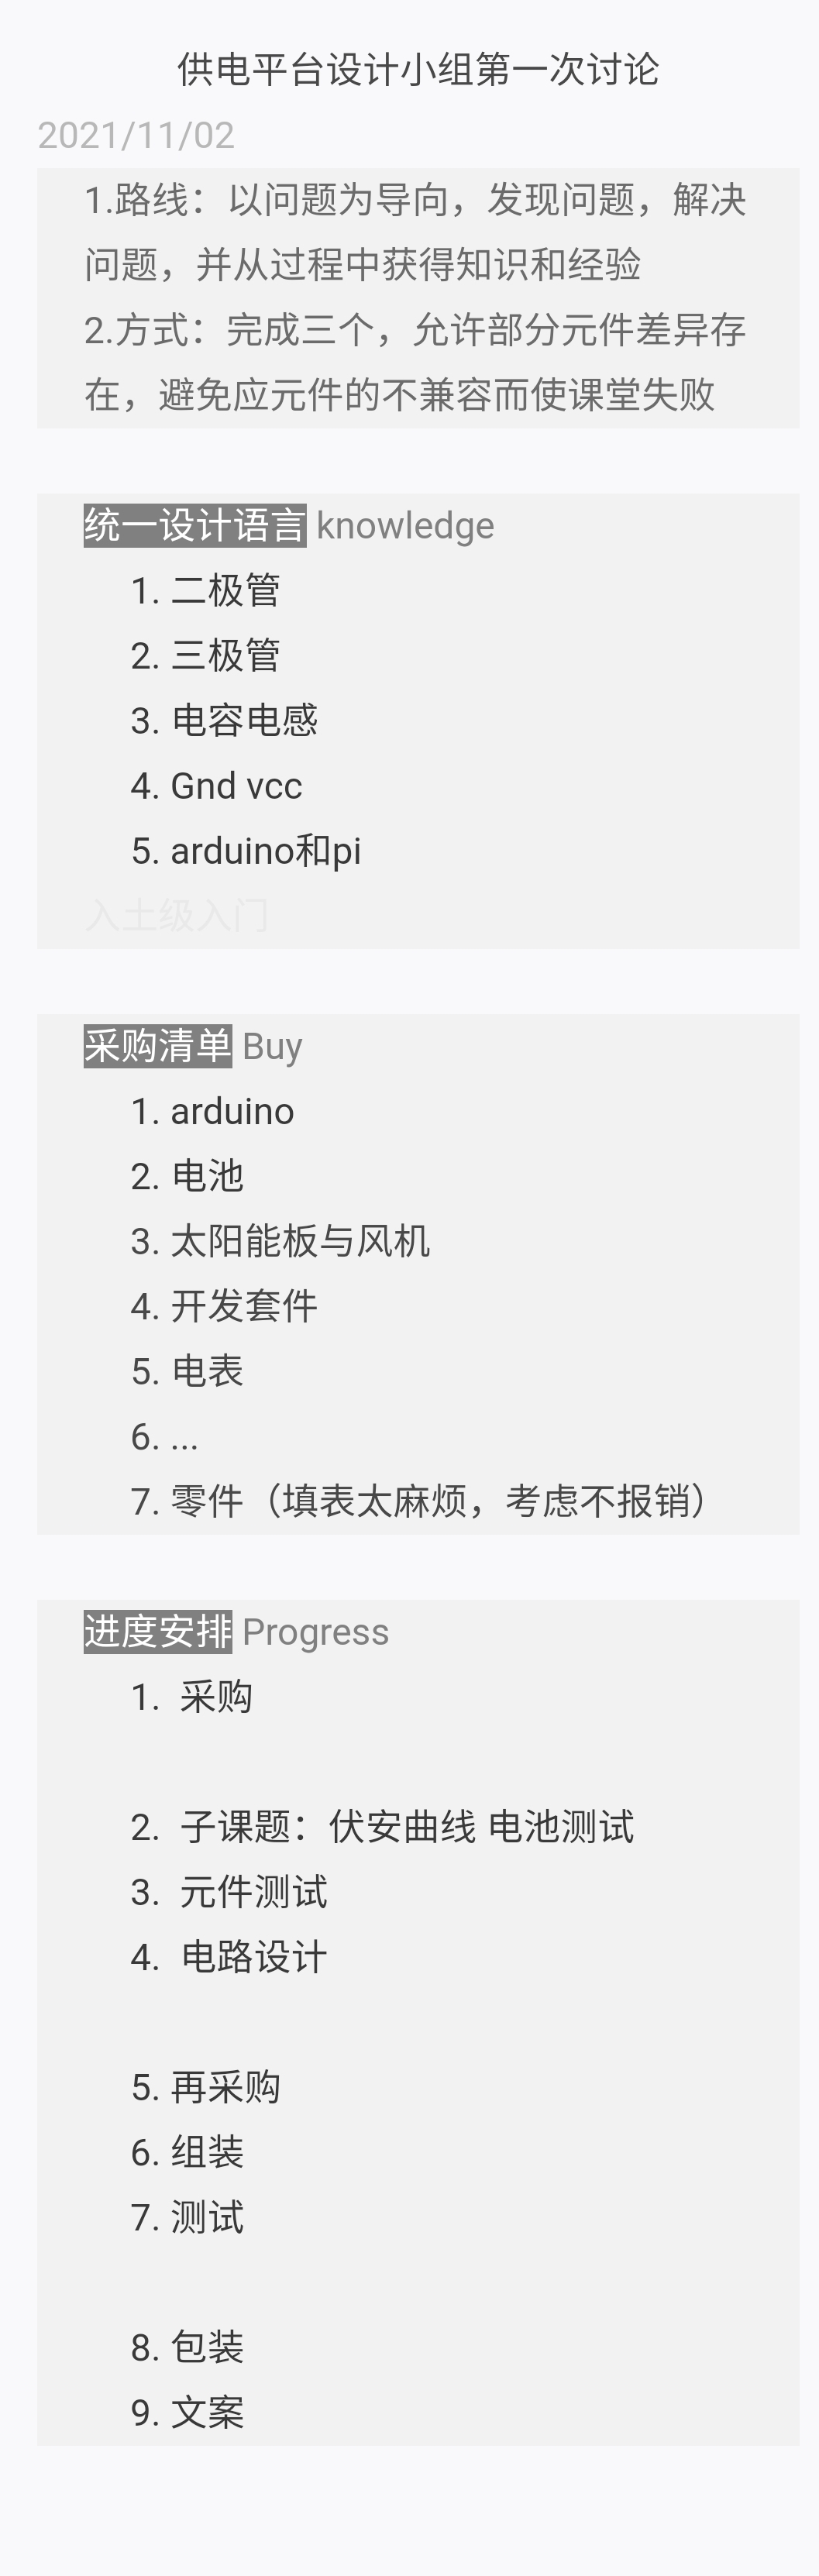 供电平台设计小组第一次讨论
2021/11/02
1.路线：以问题为导向，发现问题，解决
问题，并从过程中获得知识和经验
2.方式：完成三个，允许部分元件差异存
在，避免应元件的不兼容而使课堂失败
统一设计语言 knowledge
1. 二极管
2. 三极管
3. 电容电感
4. Gnd vcc
5. arduino和pi
入土级入门
采购清单 Buy
1. arduino
2. 电池
3. 太阳能板与风机
4. 开发套件
5. 电表
6. ...
7. 零件（填表太麻烦，考虑不报销）
进度安排 Progress
1. 采购
2. 子课题：伏安曲线 电池测试
3. 元件测试
4. 电路设计
5. 再采购
6. 组装
7. 测试
8. 包装
9. 文案